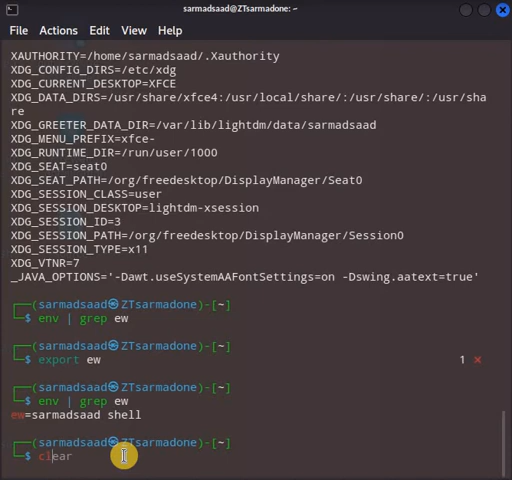 sarmadsaad@ZTsarmadone: ~
File Actions Edit View Help
XAUTHORITY=/home/sarmadsaad/.Xauthority
XDG_CONFIG_DIRS=/etc/xdg
XDG_CURRENT_DESKTOP=XFCE
XDG_DATA_DIRS=/usr/share/xfce4:/usr/local/share/:/usr/share/:/usr/sha
re
XDG_GREETER_DATA_DIR=/var/lib/lightdm/data/sarmadsaad
XDG_MENU_PREFIX=xfce-
XDG_RUNTIME_DIR=/run/user/1000
XDG_SEAT=seat0
XDG_SEAT_PATH=/org/freedesktop/DisplayManager/Seat0
XDG_SESSION_CLASS=user
XDG_SESSION_DESKTOP=lightdm-xsession
XDG_SESSION_ID=3
XDG_SESSION_PATH=/org/freedesktop/DisplayManager/Session0
XDG_SESSION_TYPE=x11
XDG_VTNR=7
_JAVA_OPTIONS='-Dawt.useSystemAAFontSettings=on -Dswing.aatext=true'
┌──(sarmadsaad㉿ZTsarmadone)-[~]
└─$ env | grep ew
┌──(sarmadsaad㉿ZTsarmadone)-[~]
└─$ export ew 1 ⨯
┌──(sarmadsaad㉿ZTsarmadone)-[~]
└─$ env | grep ew
ew=sarmadsaad shell
┌──(sarmadsaad㉿ZTsarmadone)-[~]
└─$ clear